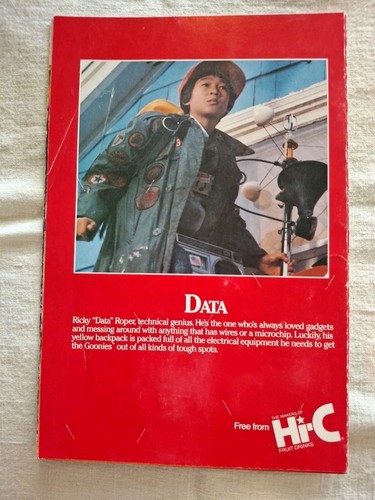 DATA
Ricky "Data" Roper, technical genius. He's the one who's always loved gadgets
and messing around with anything that has wires or a microchip. Luckily, his
yellow backpack is packed full of all the electrical equipment he needs to get
the Goonies™ out of all kinds of tough spots.
Free from
THE MAKERS OF
Hi-C®
FRUIT DRINKS